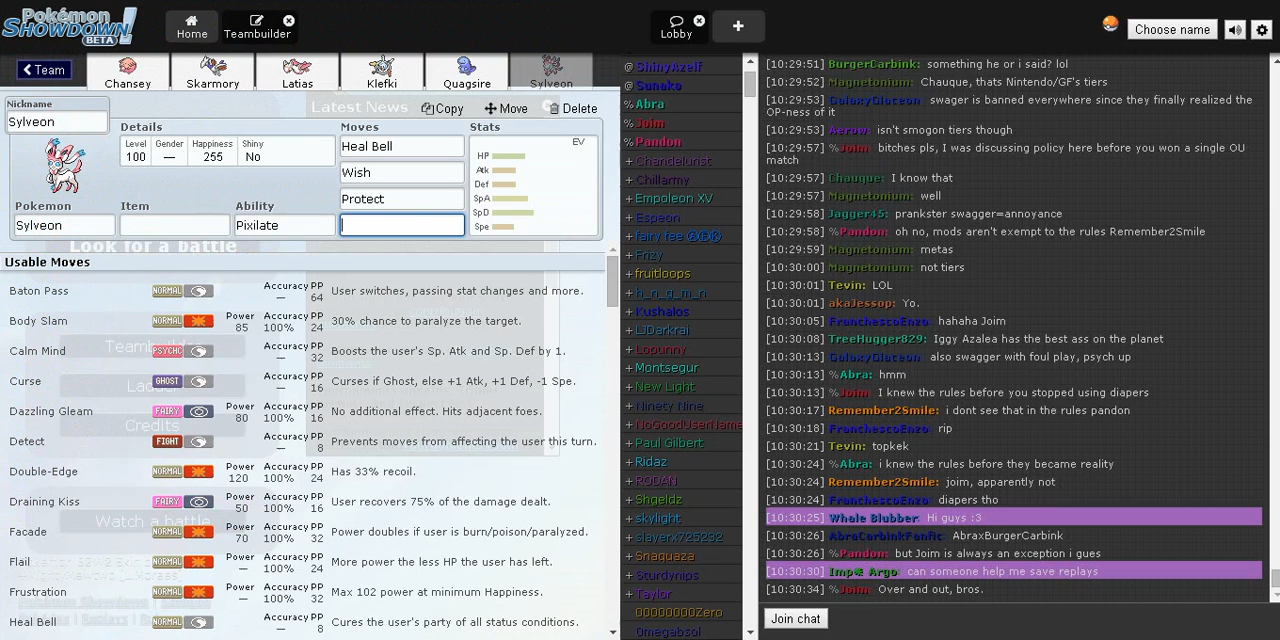 Pokémon
SHOWDOWN!
BETA
Home
Teambuilder
Lobby
+
Choose name
Team
Chansey
Skarmory
Latias
Klefki
Quagsire
Sylveon
Latest News
Copy
Move
Delete
Nickname
Sylveon
Details
Level
100
Gender
—
Happiness
255
Shiny
No
Moves
Heal Bell
Wish
Protect
Stats
EV
HP
Atk
Def
SpA
SpD
Spe
Pokemon
Sylveon
Item
Ability
Pixilate
Look for a battle
Usable Moves
Baton Pass NORMAL Accuracy — PP 64 User switches, passing stat changes and more.
Body Slam NORMAL Power 85 Accuracy 100% PP 24 30% chance to paralyze the target.
Calm Mind PSYCHC Accuracy — PP 32 Boosts the user's Sp. Atk and Sp. Def by 1.
Curse GHOST Accuracy — PP 16 Curses if Ghost, else +1 Atk, +1 Def, -1 Spe.
Dazzling Gleam FAIRY Power 80 Accuracy 100% PP 16 No additional effect. Hits adjacent foes.
Detect FIGHT Accuracy — PP 8 Prevents moves from affecting the user this turn.
Double-Edge NORMAL Power 120 Accuracy 100% PP 24 Has 33% recoil.
Draining Kiss FAIRY Power 50 Accuracy 100% PP 16 User recovers 75% of the damage dealt.
Facade NORMAL Power 70 Accuracy 100% PP 32 Power doubles if user is burn/poison/paralyzed.
Flail NORMAL Power — Accuracy 100% PP 24 More power the less HP the user has left.
Frustration NORMAL Power — Accuracy 100% PP 32 Max 102 power at minimum Happiness.
Heal Bell NORMAL Accuracy — PP 8 Cures the user's party of all status conditions.
Teambuilder
Ladder
Credits
Watch a battle
@ ShinyAzelf
@ Sunako
% Abra
% Joim
% Pandon
+ Chandelurist
+ Chillarmy
+ Empoleon XV
+ Espeon
+ fairy fee
+ Frizy
+ fruitloops
+ h_n_g_m_n
+ Kushalos
+ LJDarkrai
+ Lopunny
+ Montsegur
+ New Light
+ Ninety Nine
+ NoGoodUserName
+ Paul Gilbert
+ Ridaz
+ RODAN
+ Shgeldz
+ skylight
+ slayerx725232
+ Snaquaza
+ Sturdynips
+ Taylor
00000000Zero
0megabsol
[10:29:51] BurgerCarbink: something he or i said? lol
[10:29:52] Magnetonium: Chauque, thats Nintendo/GF's tiers
[10:29:53] GalaxyGlaceon: swager is banned everywhere since they finally realized the
OP-ness of it
[10:29:53] Aerow: isn't smogon tiers though
[10:29:57] %Joim: bitches pls, I was discussing policy here before you won a single OU
match
[10:29:57] Chauque: I know that
[10:29:57] Magnetonium: well
[10:29:58] Jagger45: prankster swagger=annoyance
[10:29:58] %Pandon: oh no, mods aren't exempt to the rules Remember2Smile
[10:29:59] Magnetonium: metas
[10:30:00] Magnetonium: not tiers
[10:30:01] Tevin: LOL
[10:30:01] akaJessop: Yo.
[10:30:05] FranchescoEnzo: hahaha Joim
[10:30:08] TreeHugger829: Iggy Azalea has the best ass on the planet
[10:30:13] GalaxyGlaceon: also swagger with foul play, psych up
[10:30:13] %Abra: hmm
[10:30:13] %Joim: I knew the rules before you stopped using diapers
[10:30:17] Remember2Smile: i dont see that in the rules pandon
[10:30:18] FranchescoEnzo: rip
[10:30:21] Tevin: topkek
[10:30:24] %Abra: i knew the rules before they became reality
[10:30:24] Remember2Smile: joim, apparently not
[10:30:24] FranchescoEnzo: diapers tho
[10:30:25] Whale Blubber: Hi guys :3
[10:30:26] AbraCarbinkFanfic: AbraxBurgerCarbink
[10:30:26] %Pandon: but Joim is always an exception i gues
[10:30:30] Imp Argo: can someone help me save replays
[10:30:34] %Joim: Over and out, bros.
Join chat